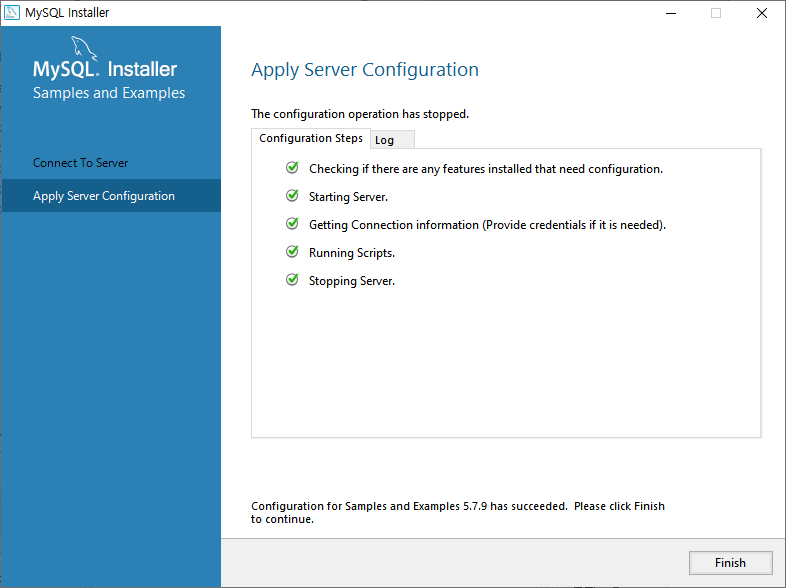 MySQL Installer
MySQL. Installer
Samples and Examples
Connect To Server
Apply Server Configuration
Apply Server Configuration
The configuration operation has stopped.
Configuration Steps
Log
Checking if there are any features installed that need configuration.
Starting Server.
Getting Connection information (Provide credentials if it is needed).
Running Scripts.
Stopping Server.
Configuration for Samples and Examples 5.7.9 has succeeded. Please click Finish
to continue.
Finish